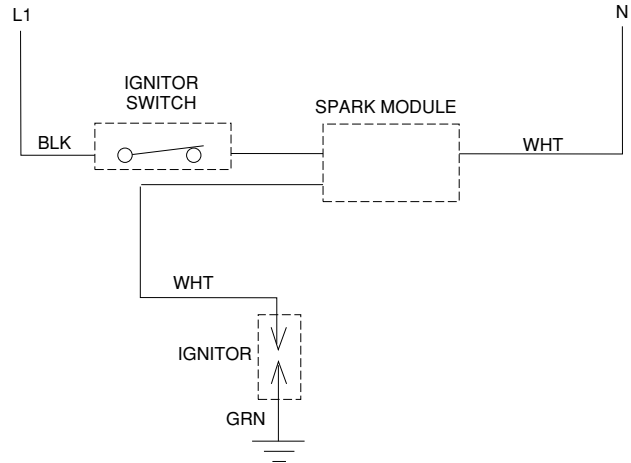 L1
N
IGNITOR
SWITCH
SPARK MODULE
BLK
WHT
WHT
IGNITOR
GRN